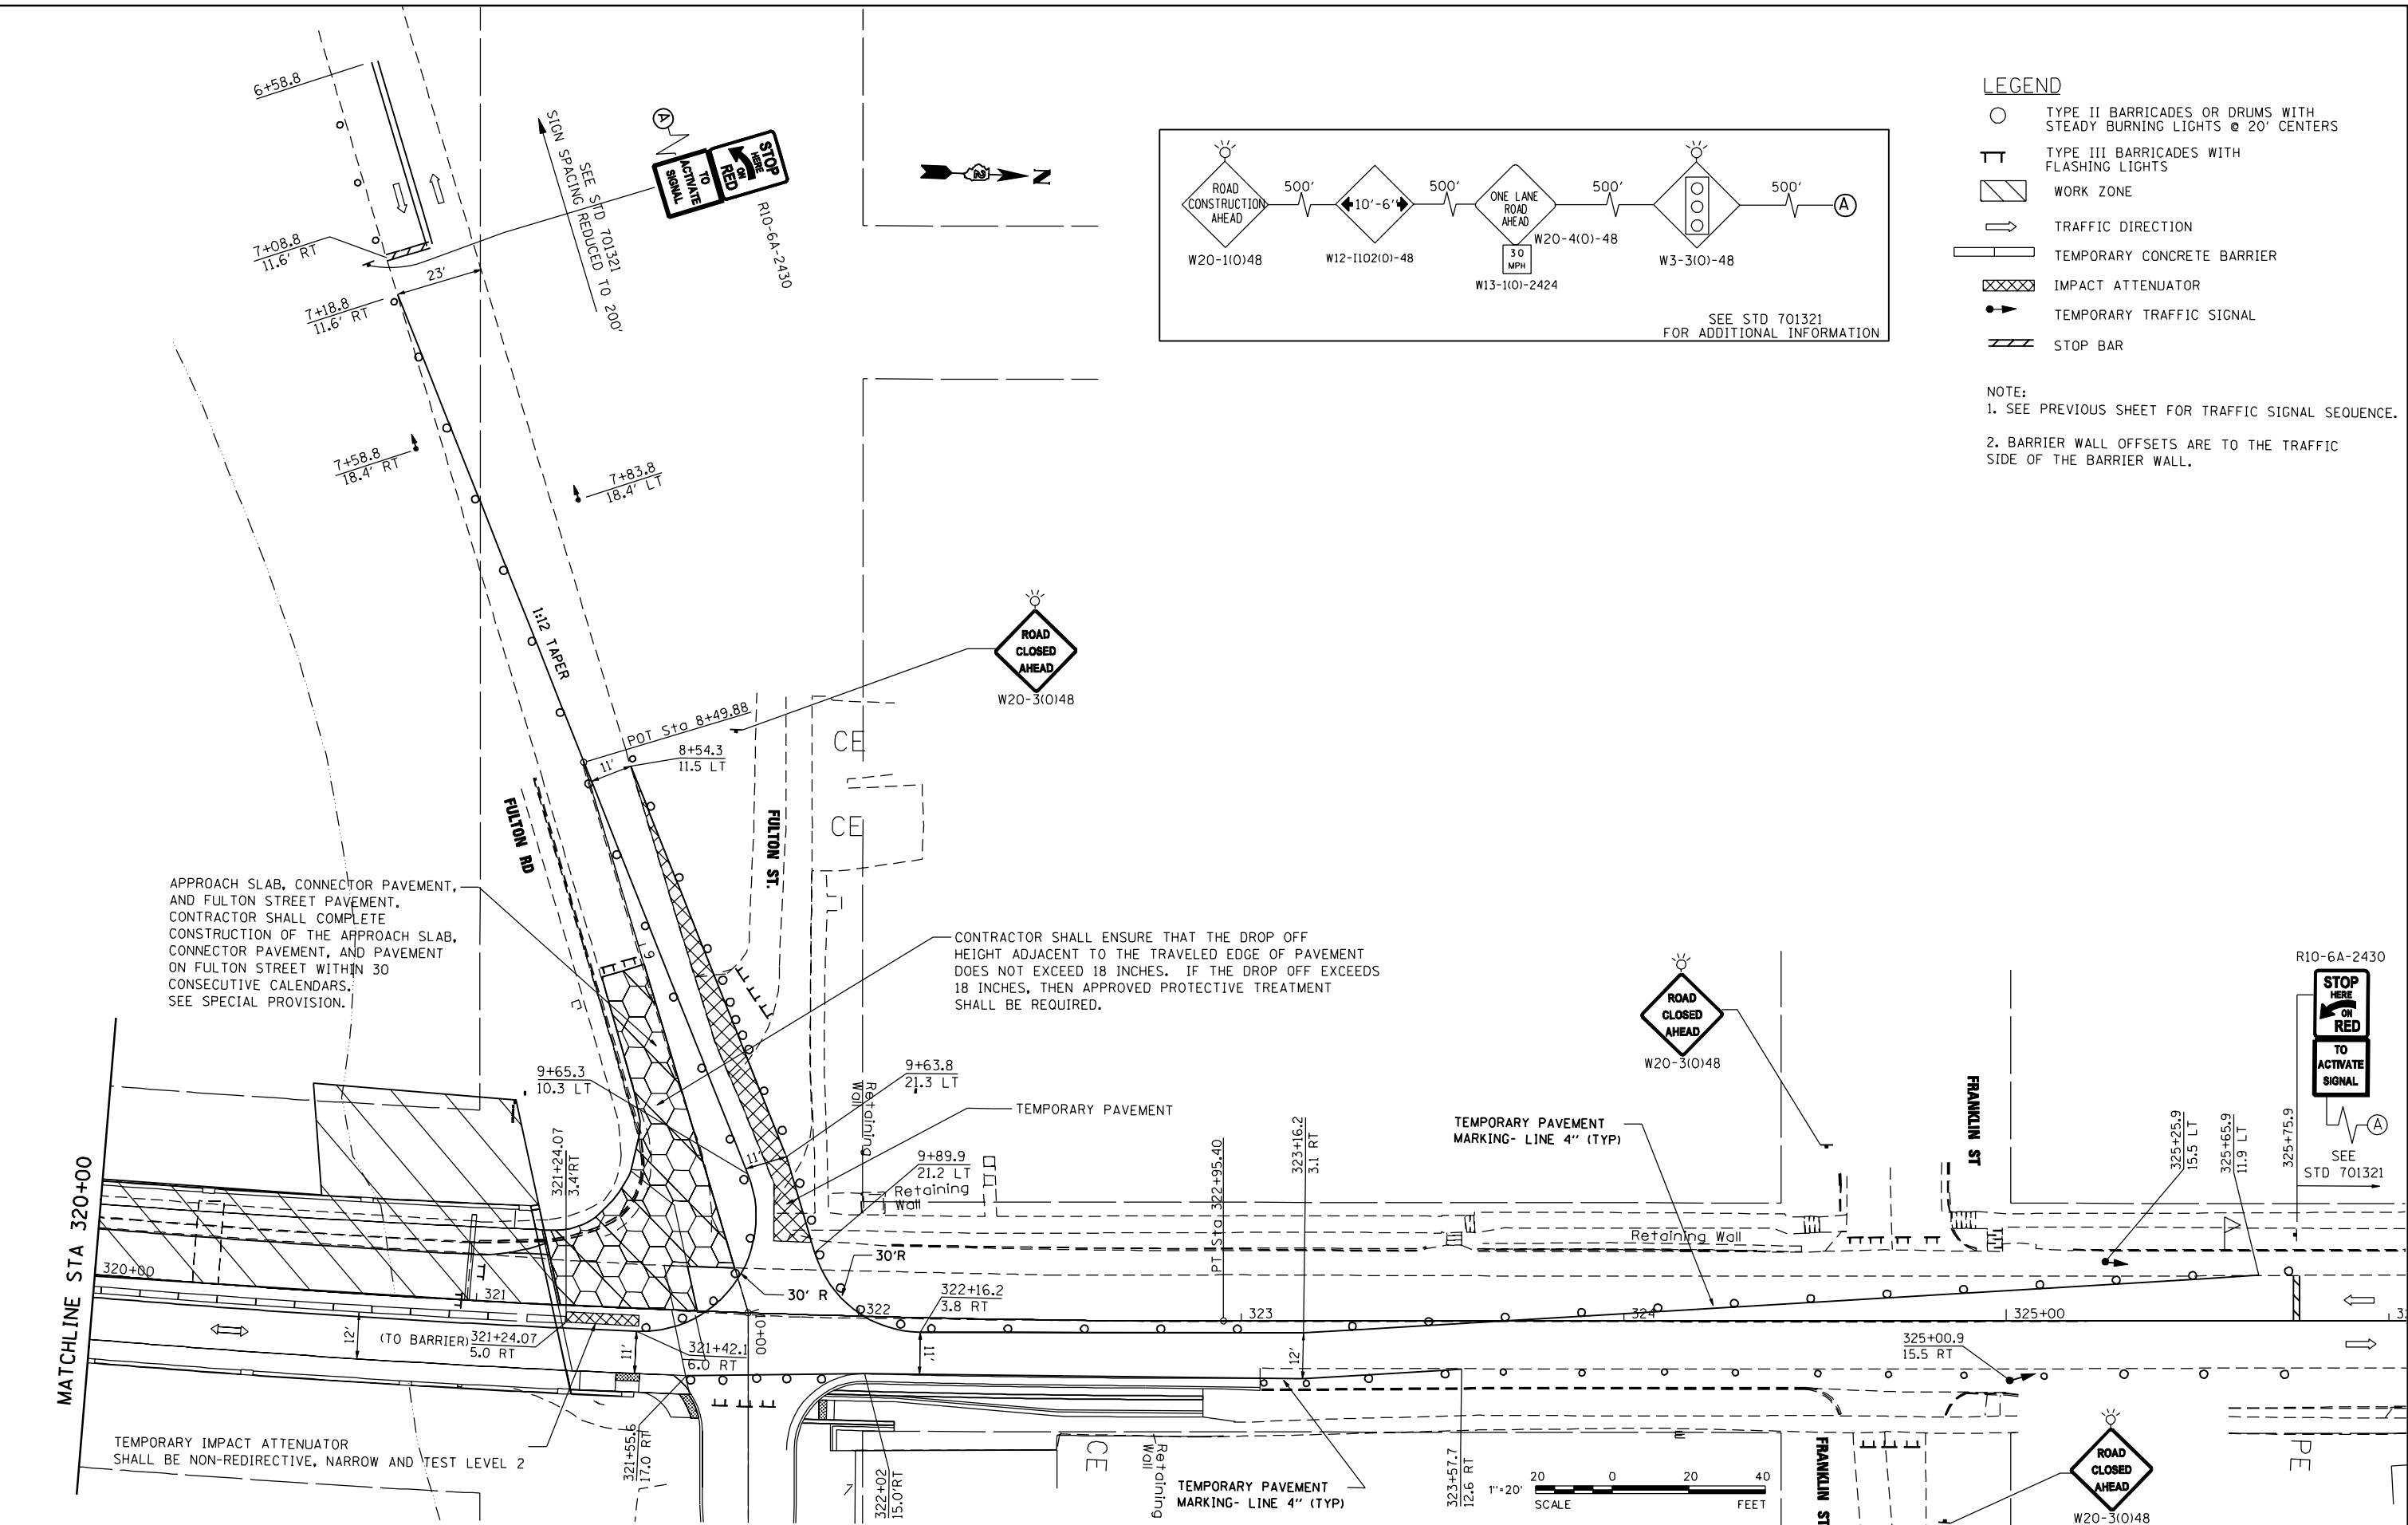 6+58.8
7+08.8
11.6' RT
23'
7+18.8
11.6' RT
A
STOP
HERE
ON
RED
TO
ACTIVATE
SIGNAL
R10-6A-2430
SEE STD 701321
SIGN SPACING REDUCED TO 200'
7+58.8
18.4' RT
7+83.8
18.4' LT
1:12 TAPER
N
ROAD
CONSTRUCTION
AHEAD
W20-1(0)48
500'
10'-6"
W12-I102(0)-48
500'
ONE LANE
ROAD
AHEAD
W20-4(0)-48
30
MPH
W13-1(0)-2424
500'
W3-3(0)-48
500'
A
SEE STD 701321
FOR ADDITIONAL INFORMATION
LEGEND
TYPE II BARRICADES OR DRUMS WITH
STEADY BURNING LIGHTS @ 20' CENTERS
TYPE III BARRICADES WITH
FLASHING LIGHTS
WORK ZONE
TRAFFIC DIRECTION
TEMPORARY CONCRETE BARRIER
IMPACT ATTENUATOR
TEMPORARY TRAFFIC SIGNAL
STOP BAR
NOTE:
1. SEE PREVIOUS SHEET FOR TRAFFIC SIGNAL SEQUENCE.
2. BARRIER WALL OFFSETS ARE TO THE TRAFFIC
SIDE OF THE BARRIER WALL.
ROAD
CLOSED
AHEAD
W20-3(0)48
POT Sta 8+49.88
8+54.3
11.5 LT
11'
CE
CE
FULTON RD
FULTON ST.
APPROACH SLAB, CONNECTOR PAVEMENT,
AND FULTON STREET PAVEMENT.
CONTRACTOR SHALL COMPLETE
CONSTRUCTION OF THE APPROACH SLAB,
CONNECTOR PAVEMENT, AND PAVEMENT
ON FULTON STREET WITHIN 30
CONSECUTIVE CALENDARS.
SEE SPECIAL PROVISION.
CONTRACTOR SHALL ENSURE THAT THE DROP OFF
HEIGHT ADJACENT TO THE TRAVELED EDGE OF PAVEMENT
DOES NOT EXCEED 18 INCHES. IF THE DROP OFF EXCEEDS
18 INCHES, THEN APPROVED PROTECTIVE TREATMENT
SHALL BE REQUIRED.
9+65.3
10.3 LT
9+63.8
21.3 LT
Retaining
Wall
TEMPORARY PAVEMENT
11'
9+89.9
21.2 LT
Retaining
Wall
321+24.07
3.4'RT
30'R
30' R
322+16.2
3.8 RT
PT Sta 322+95.40
323+16.2
3.1 RT
TEMPORARY PAVEMENT
MARKING- LINE 4" (TYP)
ROAD
CLOSED
AHEAD
W20-3(0)48
FRANKLIN ST
Retaining Wall
325+25.9
15.5 LT
325+65.9
11.9 LT
325+75.9
R10-6A-2430
STOP
HERE
ON
RED
TO
ACTIVATE
SIGNAL
A
SEE
STD 701321
MATCHLINE STA 320+00
320+00
321
322
323
324
325+00
12'
(TO BARRIER)
321+24.07
5.0 RT
11'
321+42.1
6.0 RT
10+00
11'
12'
325+00.9
15.5 RT
TEMPORARY IMPACT ATTENUATOR
SHALL BE NON-REDIRECTIVE, NARROW AND TEST LEVEL 2
321+55.6
17.0 RT
322+02
15.0'RT
CE
Retaining
Wall
TEMPORARY PAVEMENT
MARKING- LINE 4" (TYP)
323+57.7
12.6 RT
1"=20'
20 0 20 40
SCALE FEET
FRANKLIN ST
ROAD
CLOSED
AHEAD
W20-3(0)48
PE